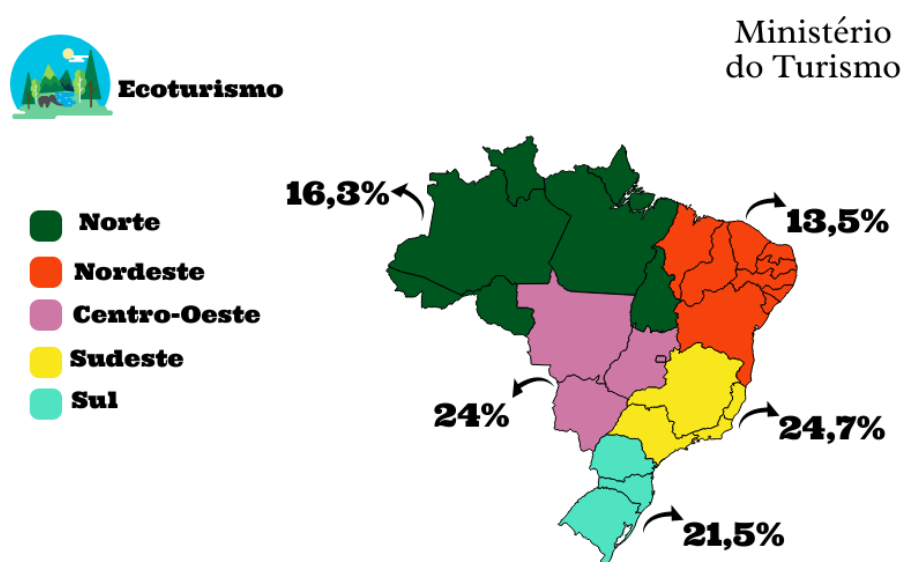 Ministério
do Turismo
Ecoturismo
Norte
Nordeste
Centro-Oeste
Sudeste
Sul
16,3%
13,5%
24%
24,7%
21,5%